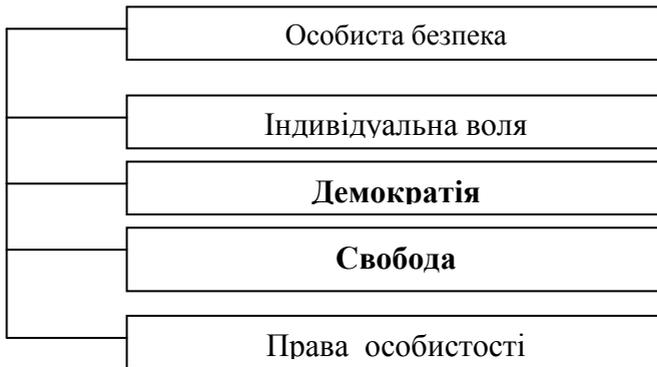 Особиста безпека
Індивідуальна воля
Демократія
Свобода
Права особистості